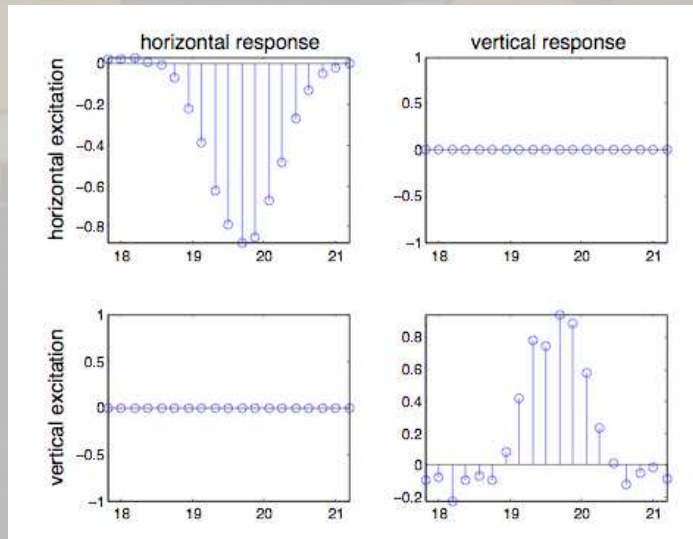 horizontal response
vertical response
horizontal excitation
0
−0.2
−0.4
−0.6
−0.8
18 19 20 21
1
0.5
0
−0.5
−1
18 19 20 21
vertical excitation
1
0.5
0
−0.5
−1
18 19 20 21
0.8
0.6
0.4
0.2
0
−0.2
18 19 20 21